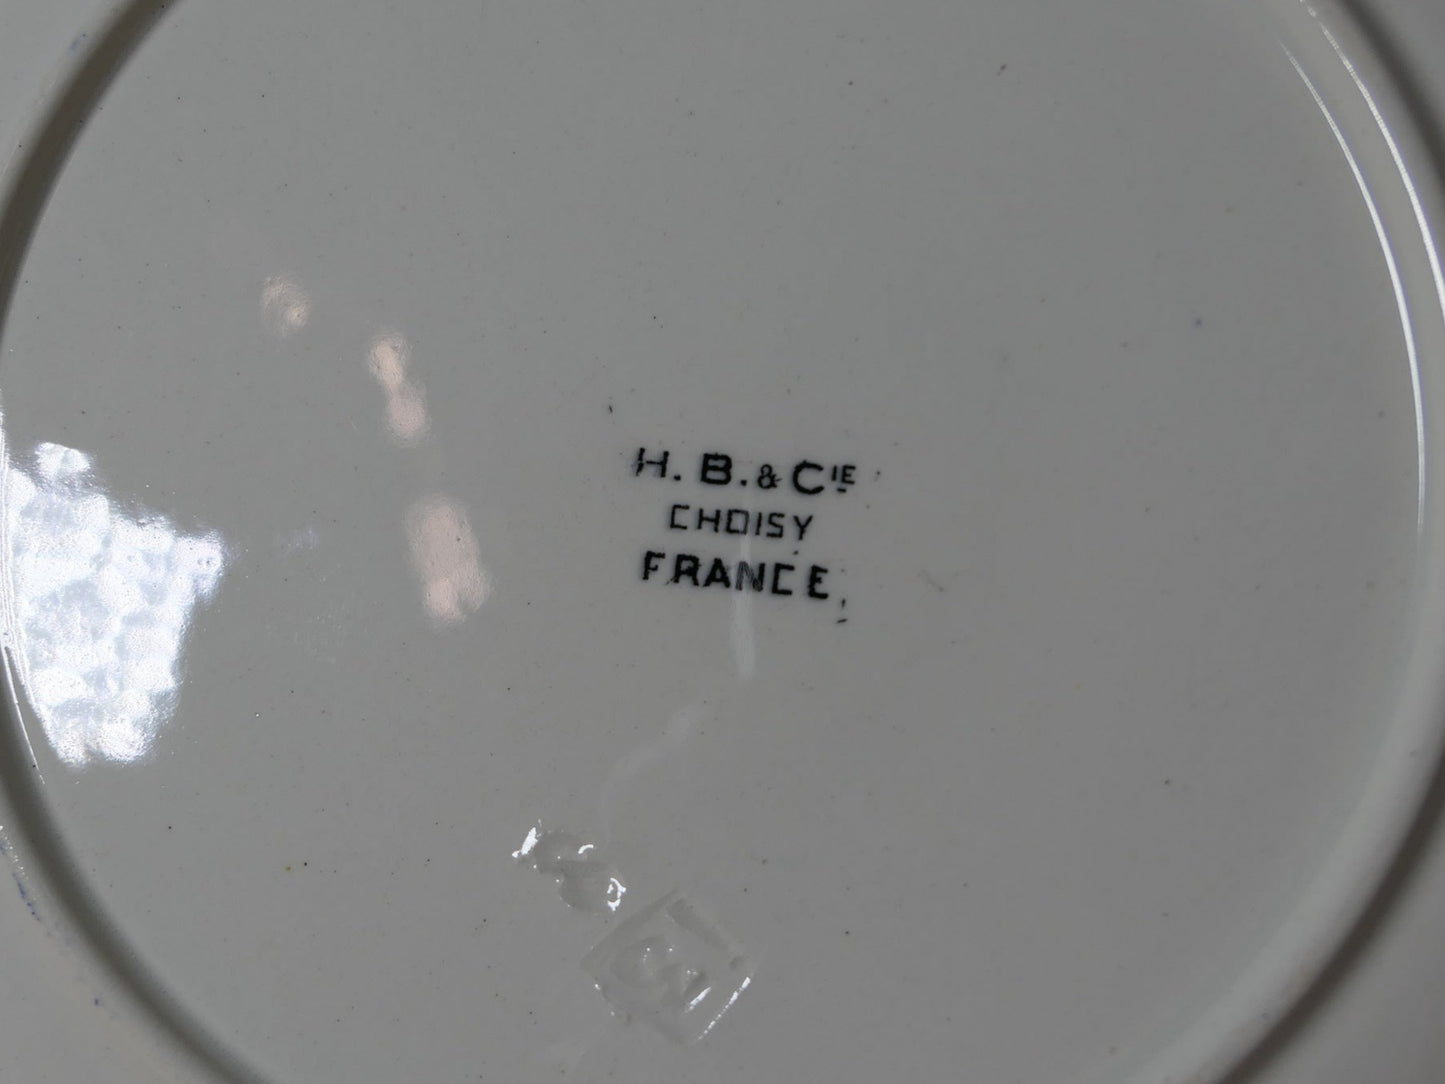 H. B. & CIE
CHOISY
FRANCE